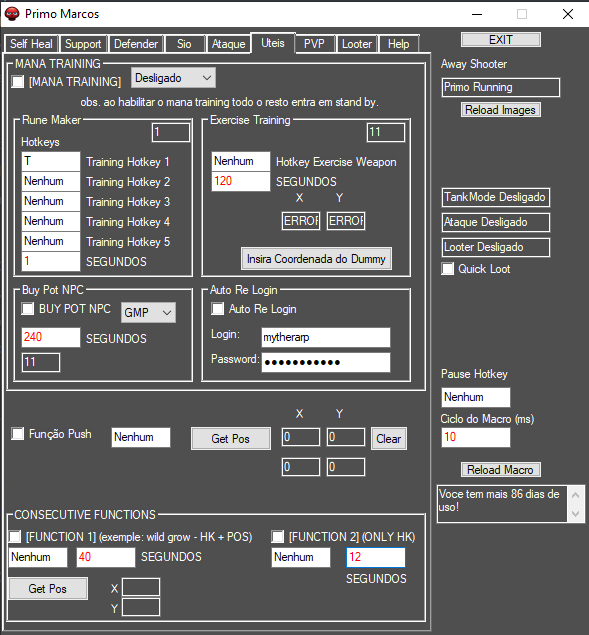 Primo Marcos
Self Heal Support Defender Sio Ataque Uteis PVP Looter Help
EXIT
MANA TRAINING
[MANA TRAINING] Desligado
obs. ao habilitar o mana training todo o resto entra em stand by.
Rune Maker
1
Hotkeys
T Training Hotkey 1
Nenhum Training Hotkey 2
Nenhum Training Hotkey 3
Nenhum Training Hotkey 4
Nenhum Training Hotkey 5
1 SEGUNDOS
Exercise Training
11
Nenhum Hotkey Exercise Weapon
120 SEGUNDOS
X Y
ERROR ERROR
Insira Coordenada do Dummy
Buy Pot NPC
BUY POT NPC GMP
240 SEGUNDOS
11
Auto Re Login
Auto Re Login
Login: mytherarp
Password: ●●●●●●●●●●●
X Y
Função Push Nenhum Get Pos 0 0 Clear
0 0
CONSECUTIVE FUNCTIONS
[FUNCTION 1] (exemple: wild grow - HK + POS)
Nenhum 40 SEGUNDOS
Get Pos X
Y
[FUNCTION 2] (ONLY HK)
Nenhum 12
SEGUNDOS
Away Shooter
Primo Running
Reload Images
TankMode Desligado
Ataque Desligado
Looter Desligado
Quick Loot
Pause Hotkey
Nenhum
Ciclo do Macro (ms)
10
Reload Macro
Voce tem mais 86 dias de
uso!